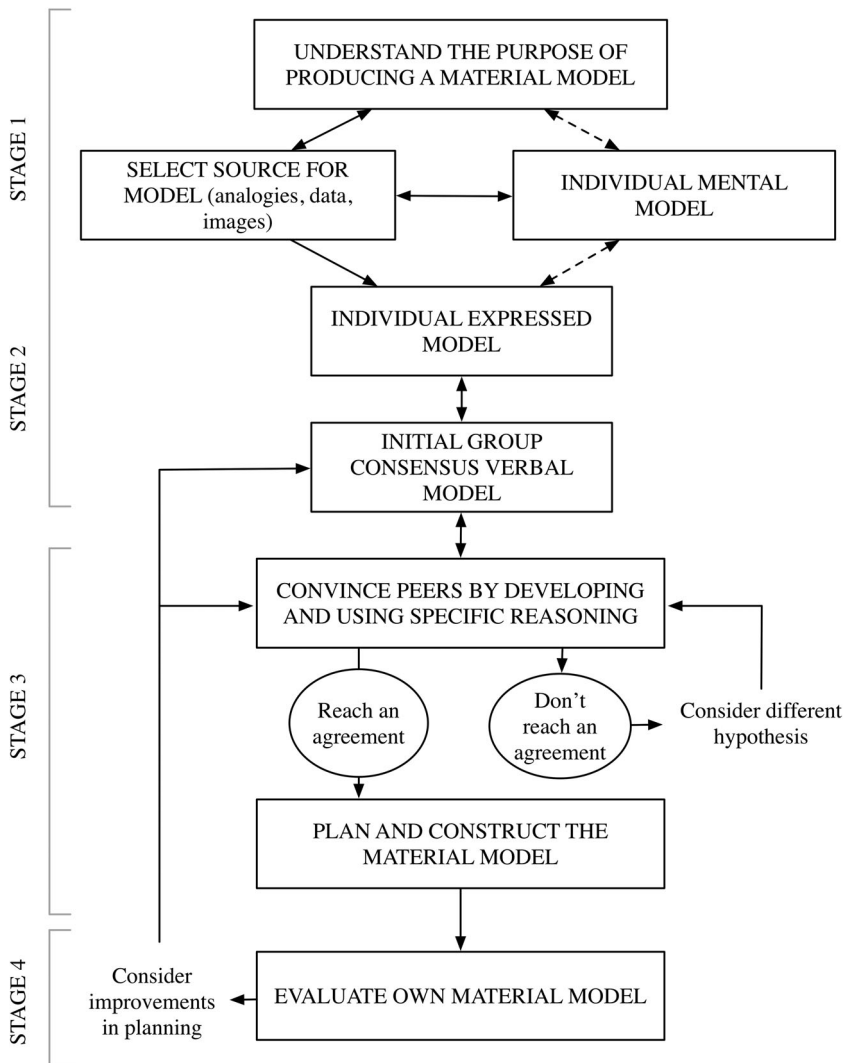 STAGE 1
UNDERSTAND THE PURPOSE OF
PRODUCING A MATERIAL MODEL
SELECT SOURCE FOR
MODEL (analogies, data,
images)
INDIVIDUAL MENTAL
MODEL
STAGE 2
INDIVIDUAL EXPRESSED
MODEL
INITIAL GROUP
CONSENSUS VERBAL
MODEL
STAGE 3
CONVINCE PEERS BY DEVELOPING
AND USING SPECIFIC REASONING
Reach an
agreement
Don’t
reach an
agreement
Consider different
hypothesis
PLAN AND CONSTRUCT THE
MATERIAL MODEL
STAGE 4
Consider
improvements
in planning
EVALUATE OWN MATERIAL MODEL